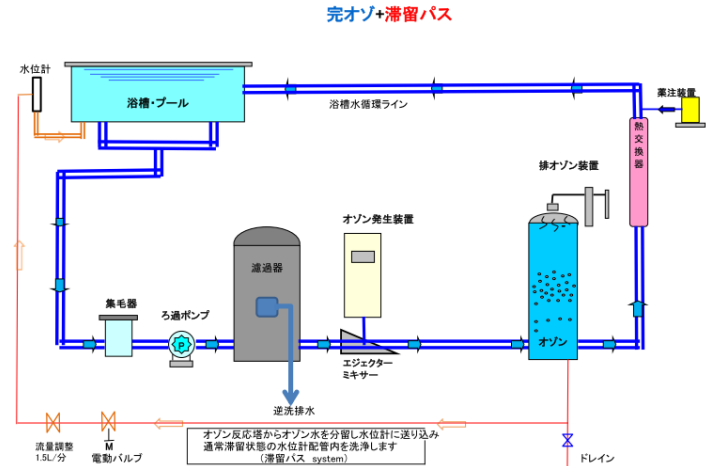 完オゾ+滞留パス
水位計
浴槽・プール
浴槽水循環ライン
薬注装置
熱交換器
排オゾン装置
オゾン発生装置
濾過器
集毛器
ろ過ポンプ
P
エジェクター
ミキサー
オゾン
逆洗排水
オゾン反応塔からオゾン水を分留し水位計に送り込み
通常滞留状態の水位計配管内を洗浄します
(滞留パス system)
流量調整
1.5L/分
M
電動バルブ
ドレイン